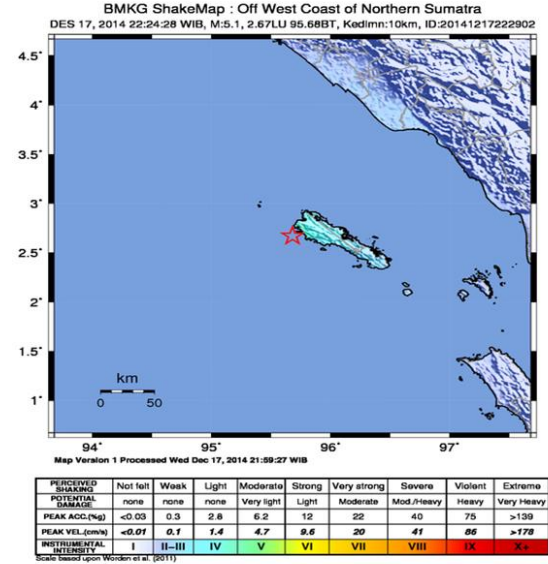 BMKG ShakeMap : Off West Coast of Northern Sumatra
DES 17, 2014 22:24:28 WIB, M:5.1, 2.67LU 95.68BT, Kedlmn:10km, ID:20141217222902
4.5˚
4˚
3.5˚
3˚
2.5˚
2˚
1.5˚
1˚
km
0 50
94˚ 95˚ 96˚ 97˚
Map Version 1 Processed Wed Dec 17, 2014 21:59:27 WIB
PERCEIVED SHAKING Not felt Weak Light Moderate Strong Very strong Severe Violent Extreme
POTENTIAL DAMAGE none none none Very light Light Moderate Mod./Heavy Heavy Very Heavy
PEAK ACC.(%g) <0.03 0.3 2.8 6.2 12 22 40 75 >139
PEAK VEL.(cm/s) <0.01 0.1 1.4 4.7 9.6 20 41 86 >178
INSTRUMENTAL INTENSITY I II-III IV V VI VII VIII IX X+
Scale based upon Worden et al. (2011)